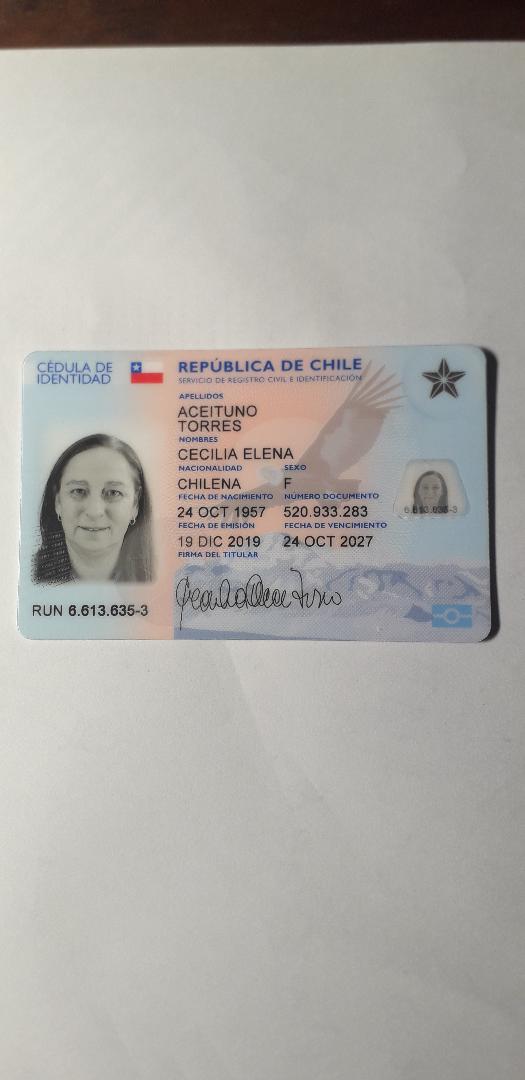 CÉDULA DE
IDENTIDAD
REPÚBLICA DE CHILE
SERVICIO DE REGISTRO CIVIL E IDENTIFICACIÓN
APELLIDOS
ACEITUNO
TORRES
NOMBRES
CECILIA ELENA
NACIONALIDAD SEXO
CHILENA F
FECHA DE NACIMIENTO NÚMERO DOCUMENTO
24 OCT 1957 520.933.283
FECHA DE EMISIÓN FECHA DE VENCIMIENTO
19 DIC 2019 24 OCT 2027
FIRMA DEL TITULAR
RUN 6.613.635-3
6.613.635-3